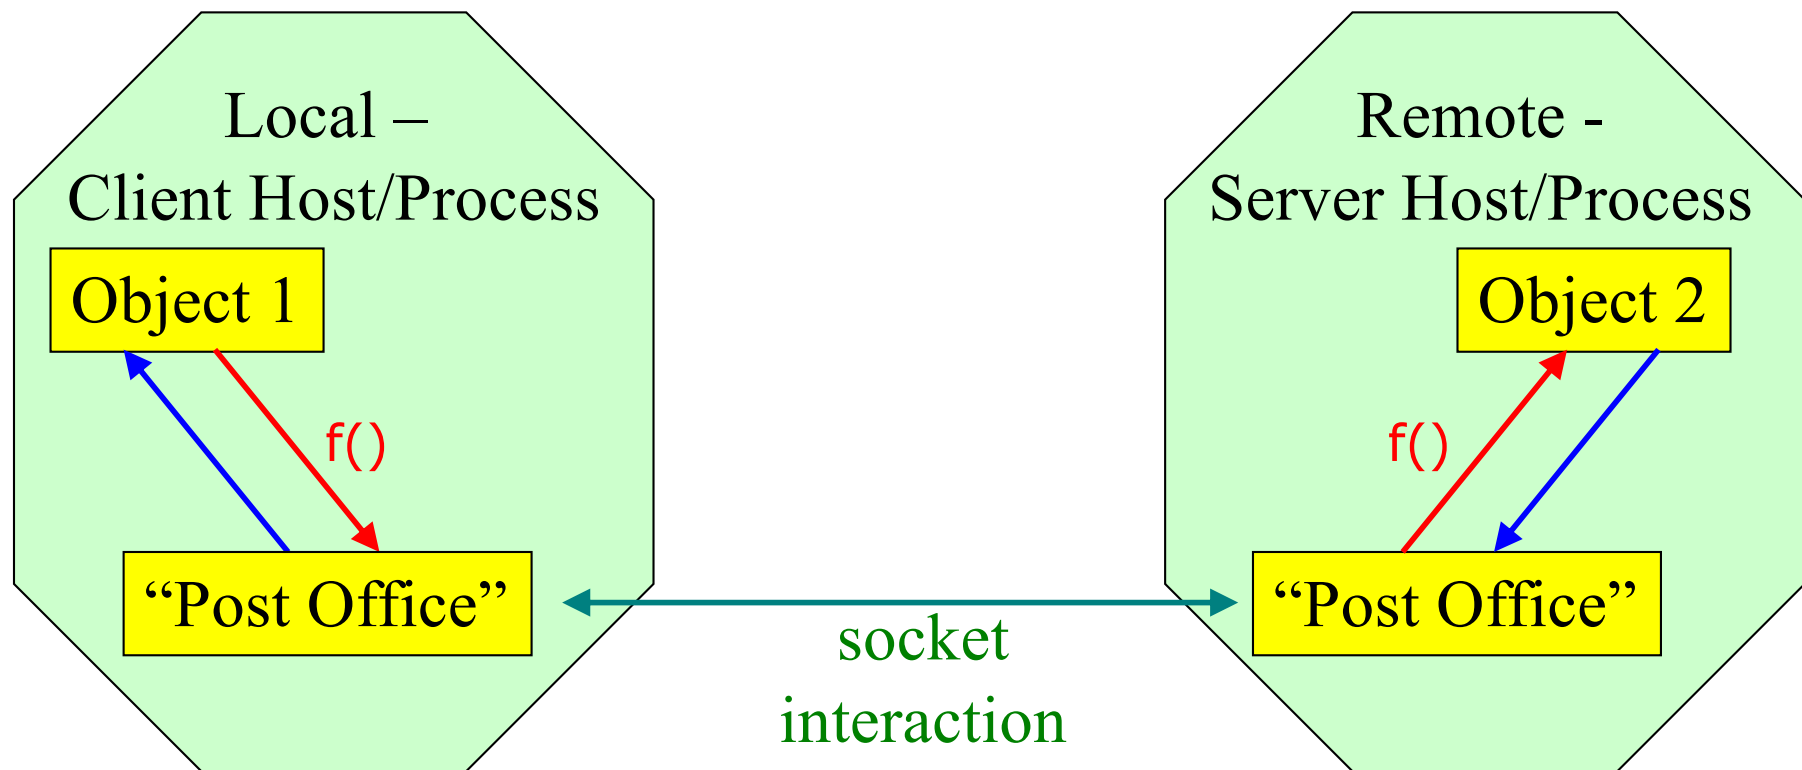 Local –
Client Host/Process
Object 1
f()
“Post Office”
socket
interaction
Remote -
Server Host/Process
Object 2
f()
“Post Office”